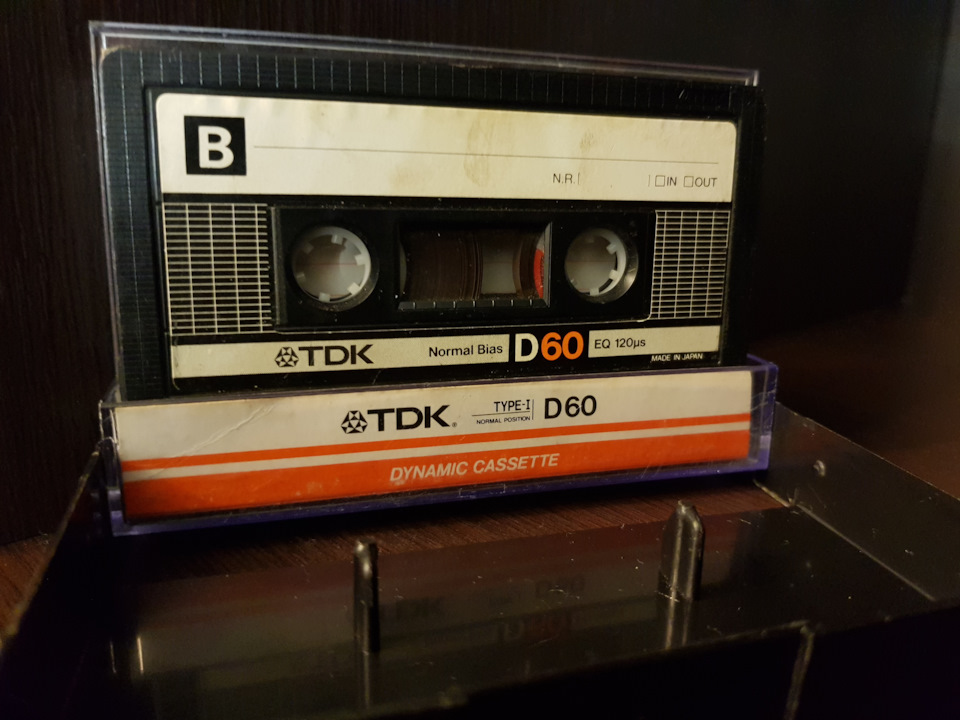 B
N.R. □IN □OUT
TDK Normal Bias D60 EQ 120µs
MADE IN JAPAN
TDK® TYPE-I D60
NORMAL POSITION
DYNAMIC CASSETTE